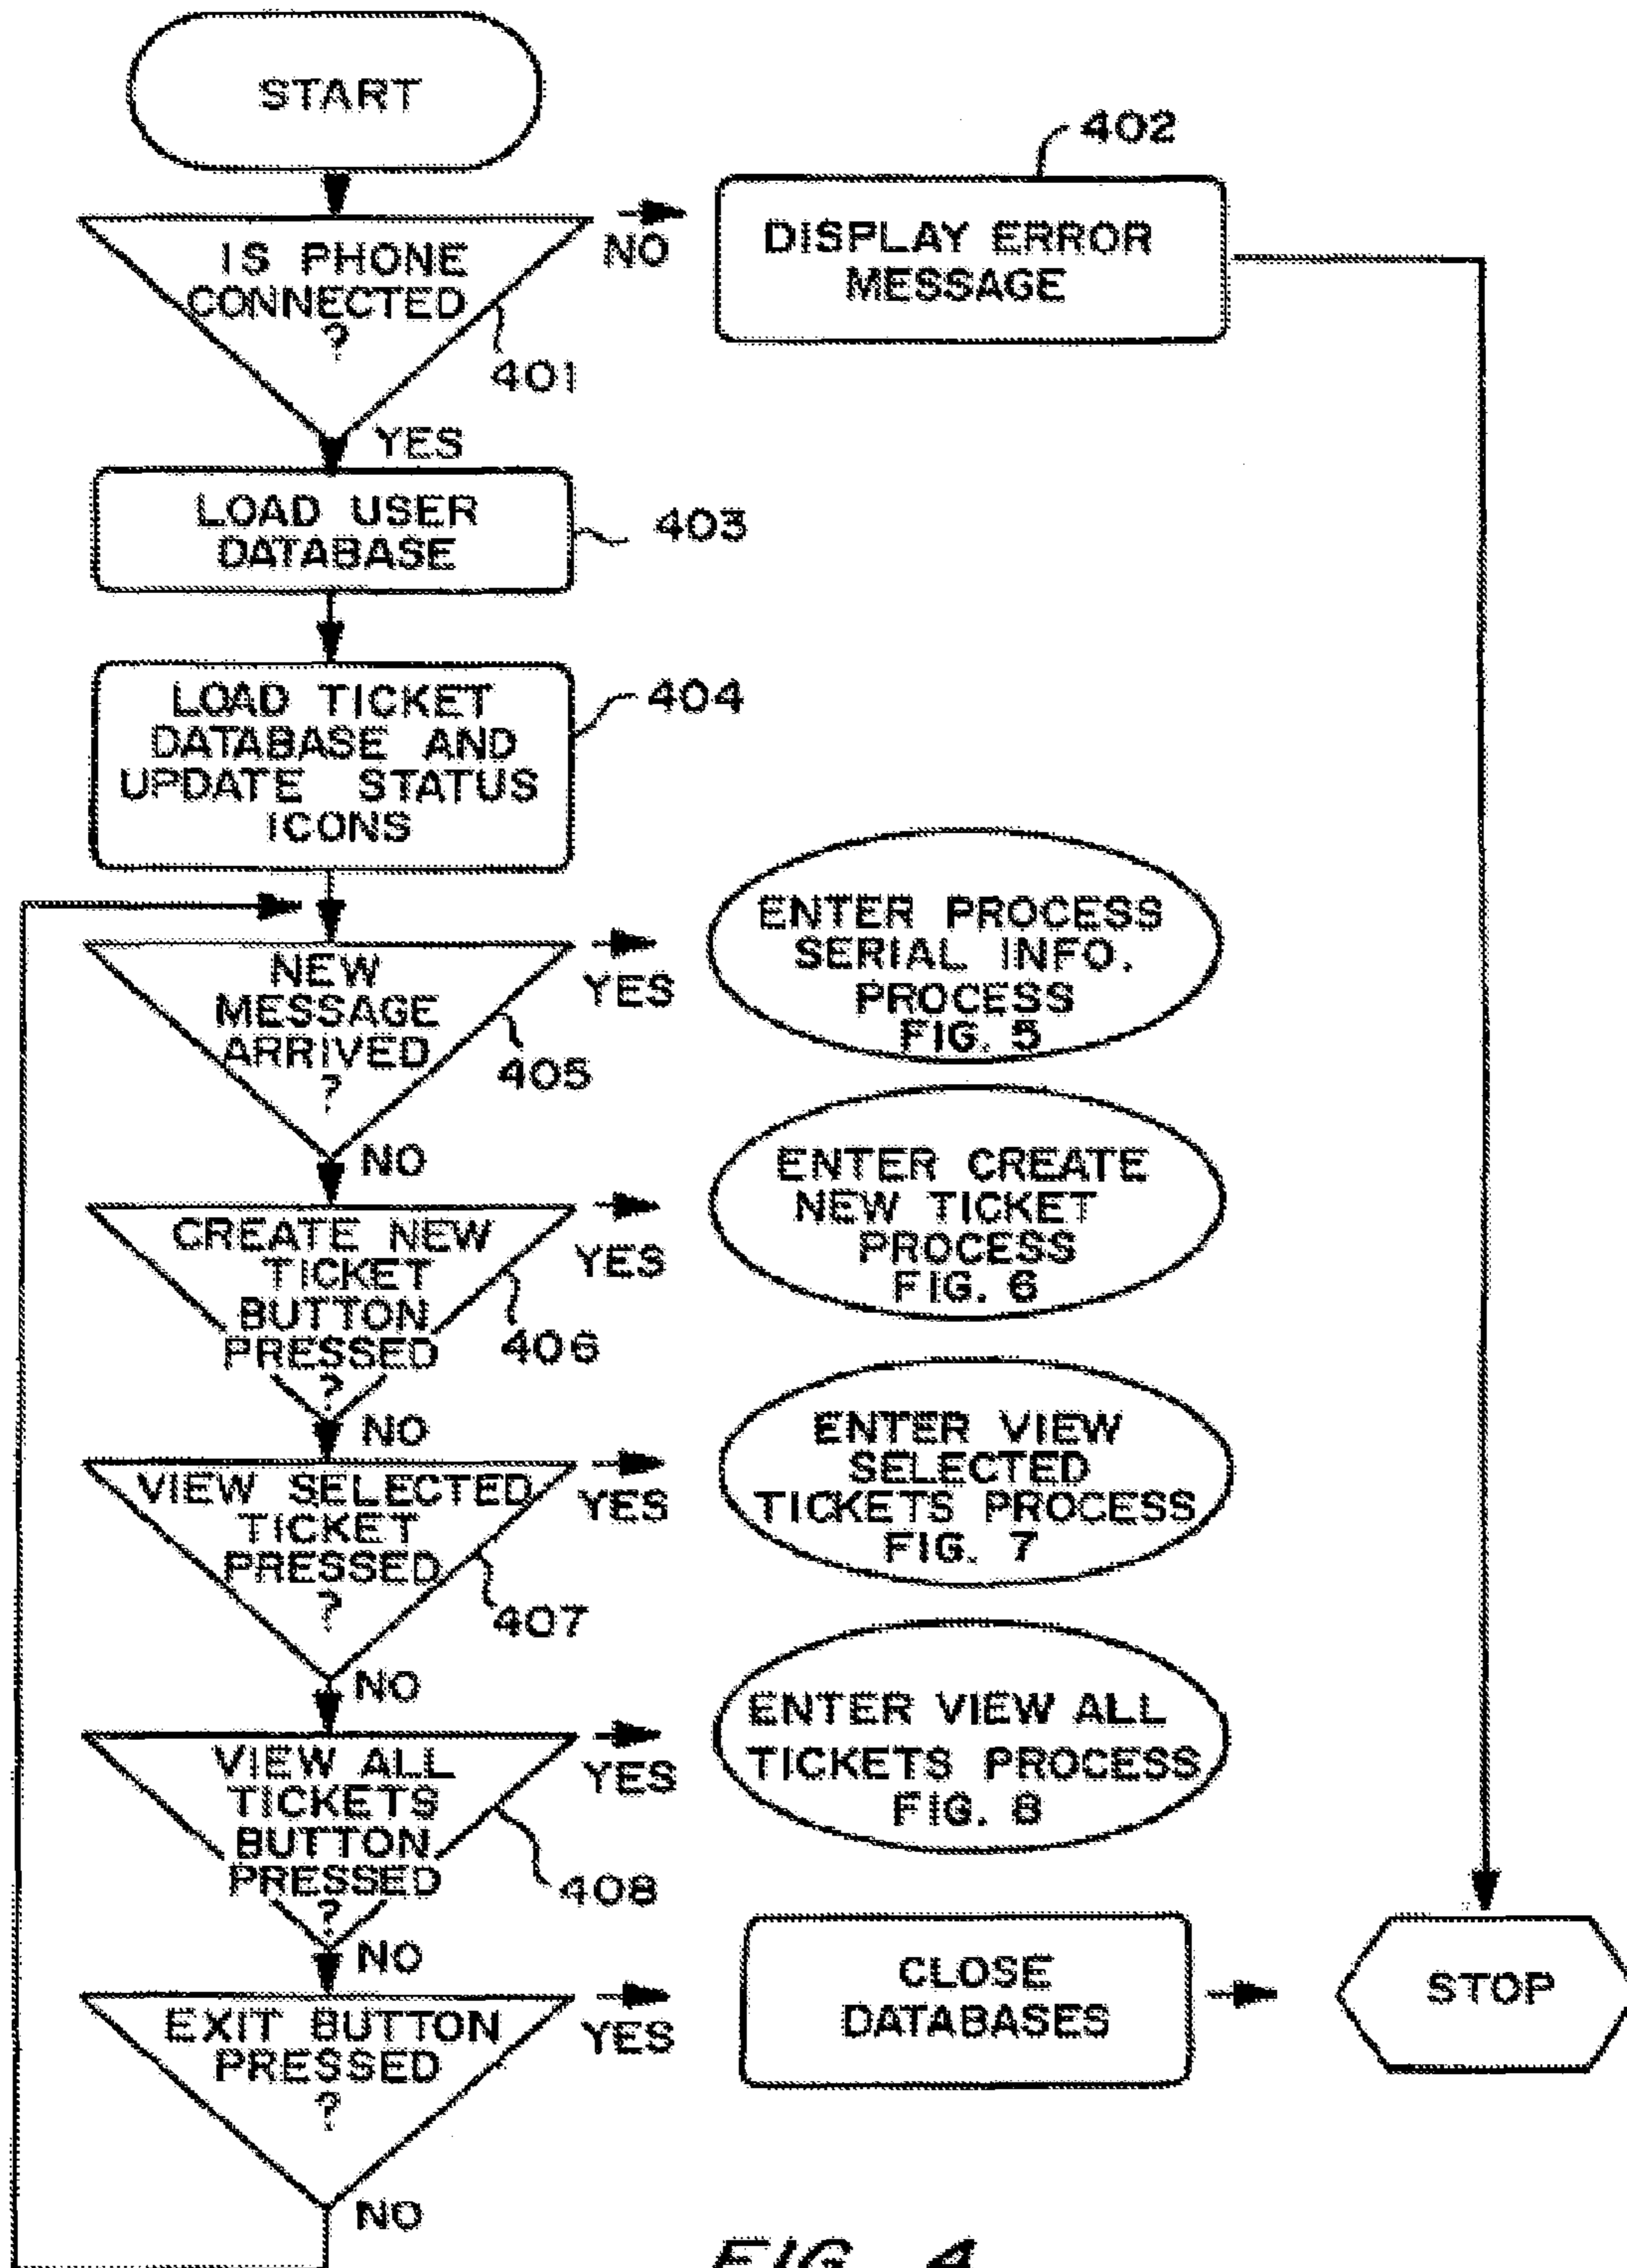 START
402
IS PHONE
CONNECTED
?
NO
DISPLAY ERROR
MESSAGE
401
YES
LOAD USER
DATABASE
403
LOAD TICKET
DATABASE AND
UPDATE STATUS
ICONS
404
NEW
MESSAGE
ARRIVED
?
YES
405
ENTER PROCESS
SERIAL INFO.
PROCESS
FIG. 5
NO
CREATE NEW
TICKET
BUTTON
PRESSED
?
YES
406
ENTER CREATE
NEW TICKET
PROCESS
FIG. 6
NO
VIEW SELECTED
TICKET
PRESSED
?
YES
407
ENTER VIEW
SELECTED
TICKETS PROCESS
FIG. 7
NO
VIEW ALL
TICKETS
BUTTON
PRESSED
?
YES
408
ENTER VIEW ALL
TICKETS PROCESS
FIG. 8
NO
EXIT BUTTON
PRESSED
?
YES
CLOSE
DATABASES
STOP
NO
FIG. 4